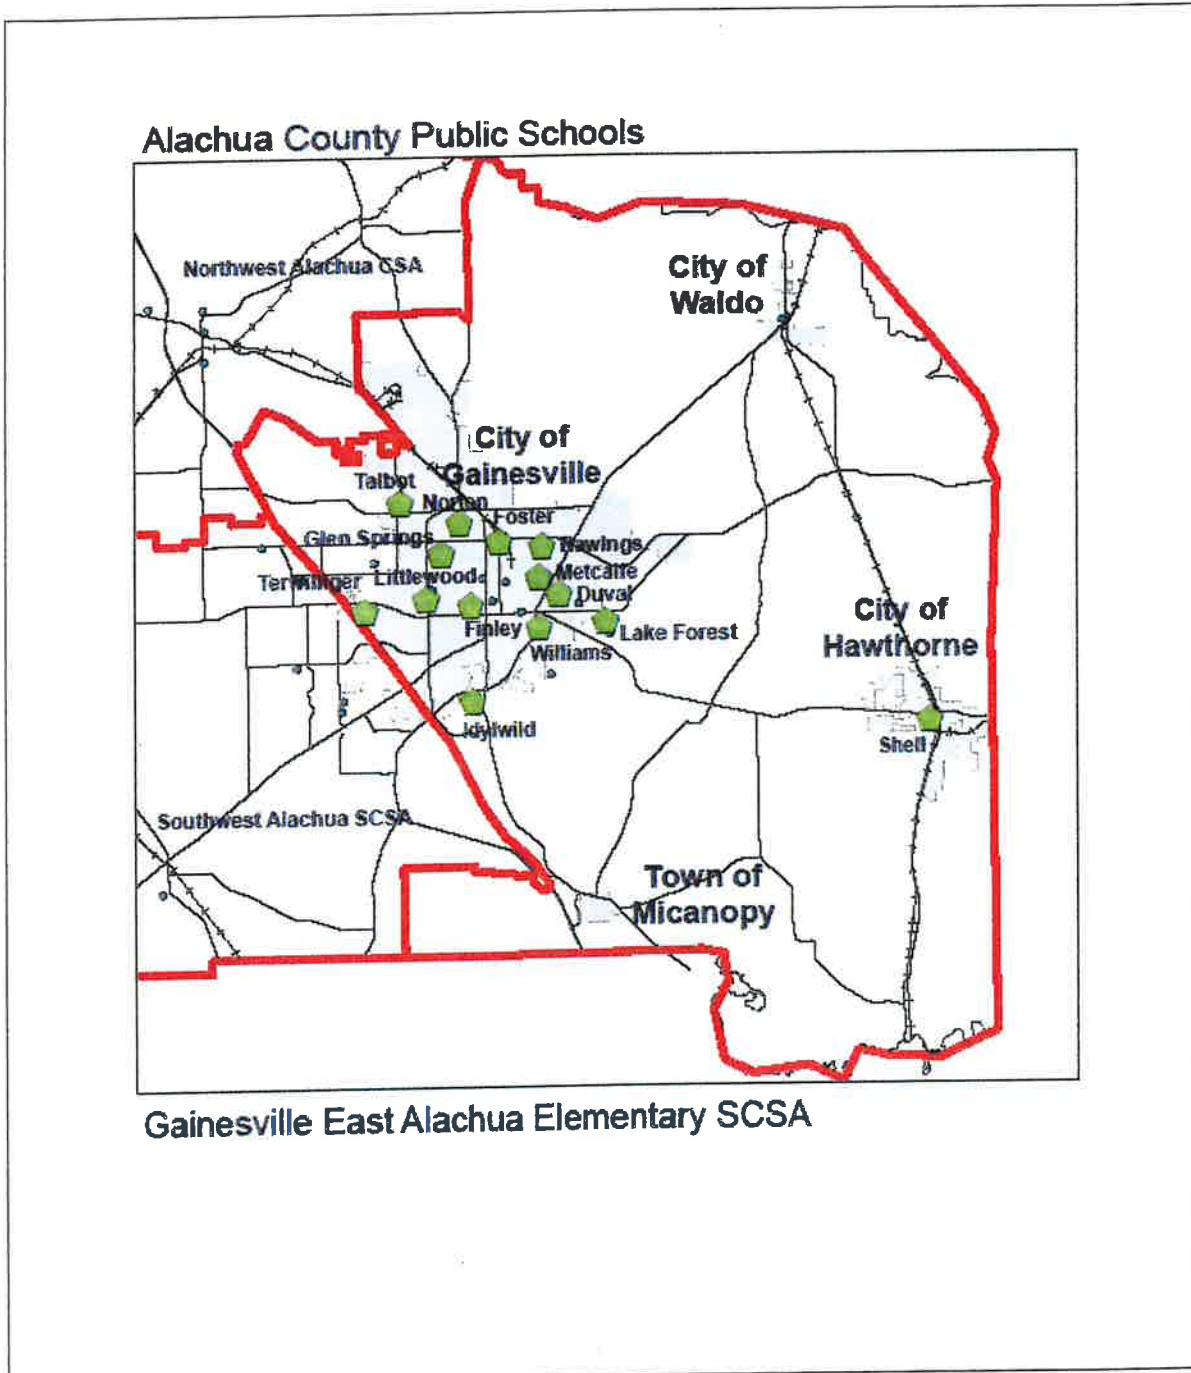 Alachua County Public Schools
Northwest Alachua CSA
City of
Waldo
City of
Gainesville
Talbot
Norton
Foster
Glen Springs
Rawings
Terwilliger
Littlewood
Metcalfe
Duval
City of
Hawthorne
Finley
Lake Forest
Williams
Idylwild
Shell
Southwest Alachua SCSA
Town of
Micanopy
Gainesville East Alachua Elementary SCSA